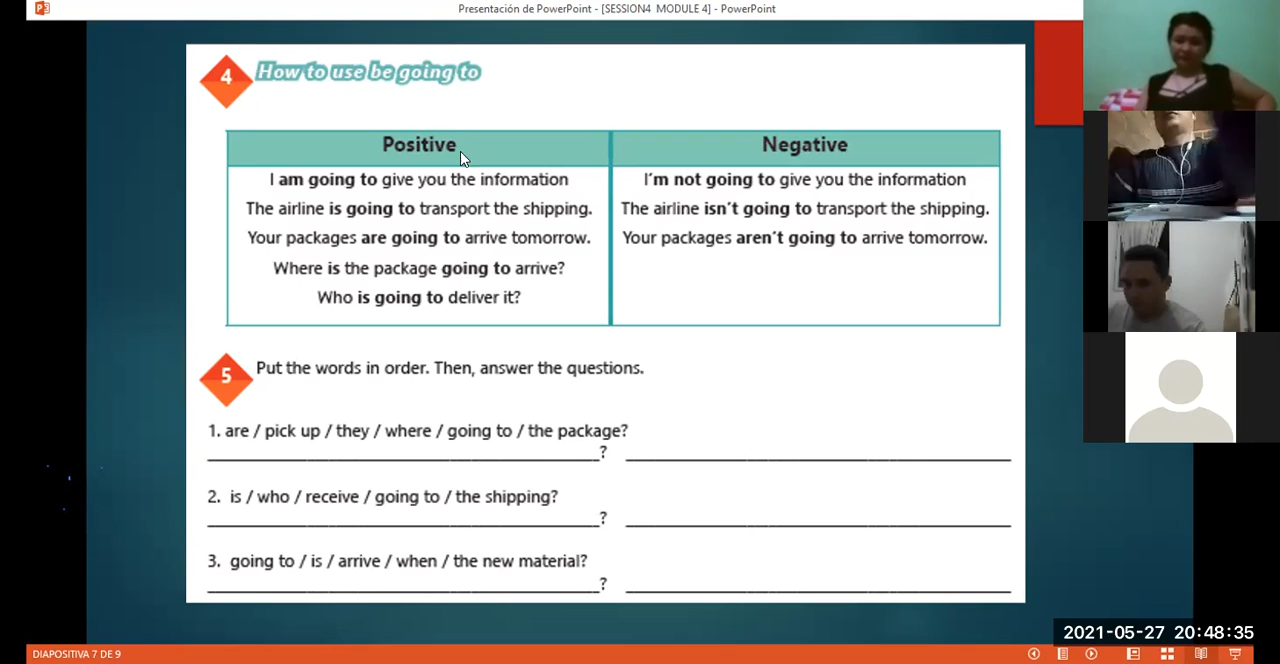 Presentación de PowerPoint - [SESSION4 MODULE 4] - PowerPoint
4 How to use be going to
Positive
Negative
I am going to give you the information
I'm not going to give you the information
The airline is going to transport the shipping.
The airline isn't going to transport the shipping.
Your packages are going to arrive tomorrow.
Your packages aren't going to arrive tomorrow.
Where is the package going to arrive?
Who is going to deliver it?
5 Put the words in order. Then, answer the questions.
1. are / pick up / they / where / going to / the package?
?
2. is / who / receive / going to / the shipping?
?
3. going to / is / arrive / when / the new material?
?
2021-05-27 20:48:35
DIAPOSITIVA 7 DE 9